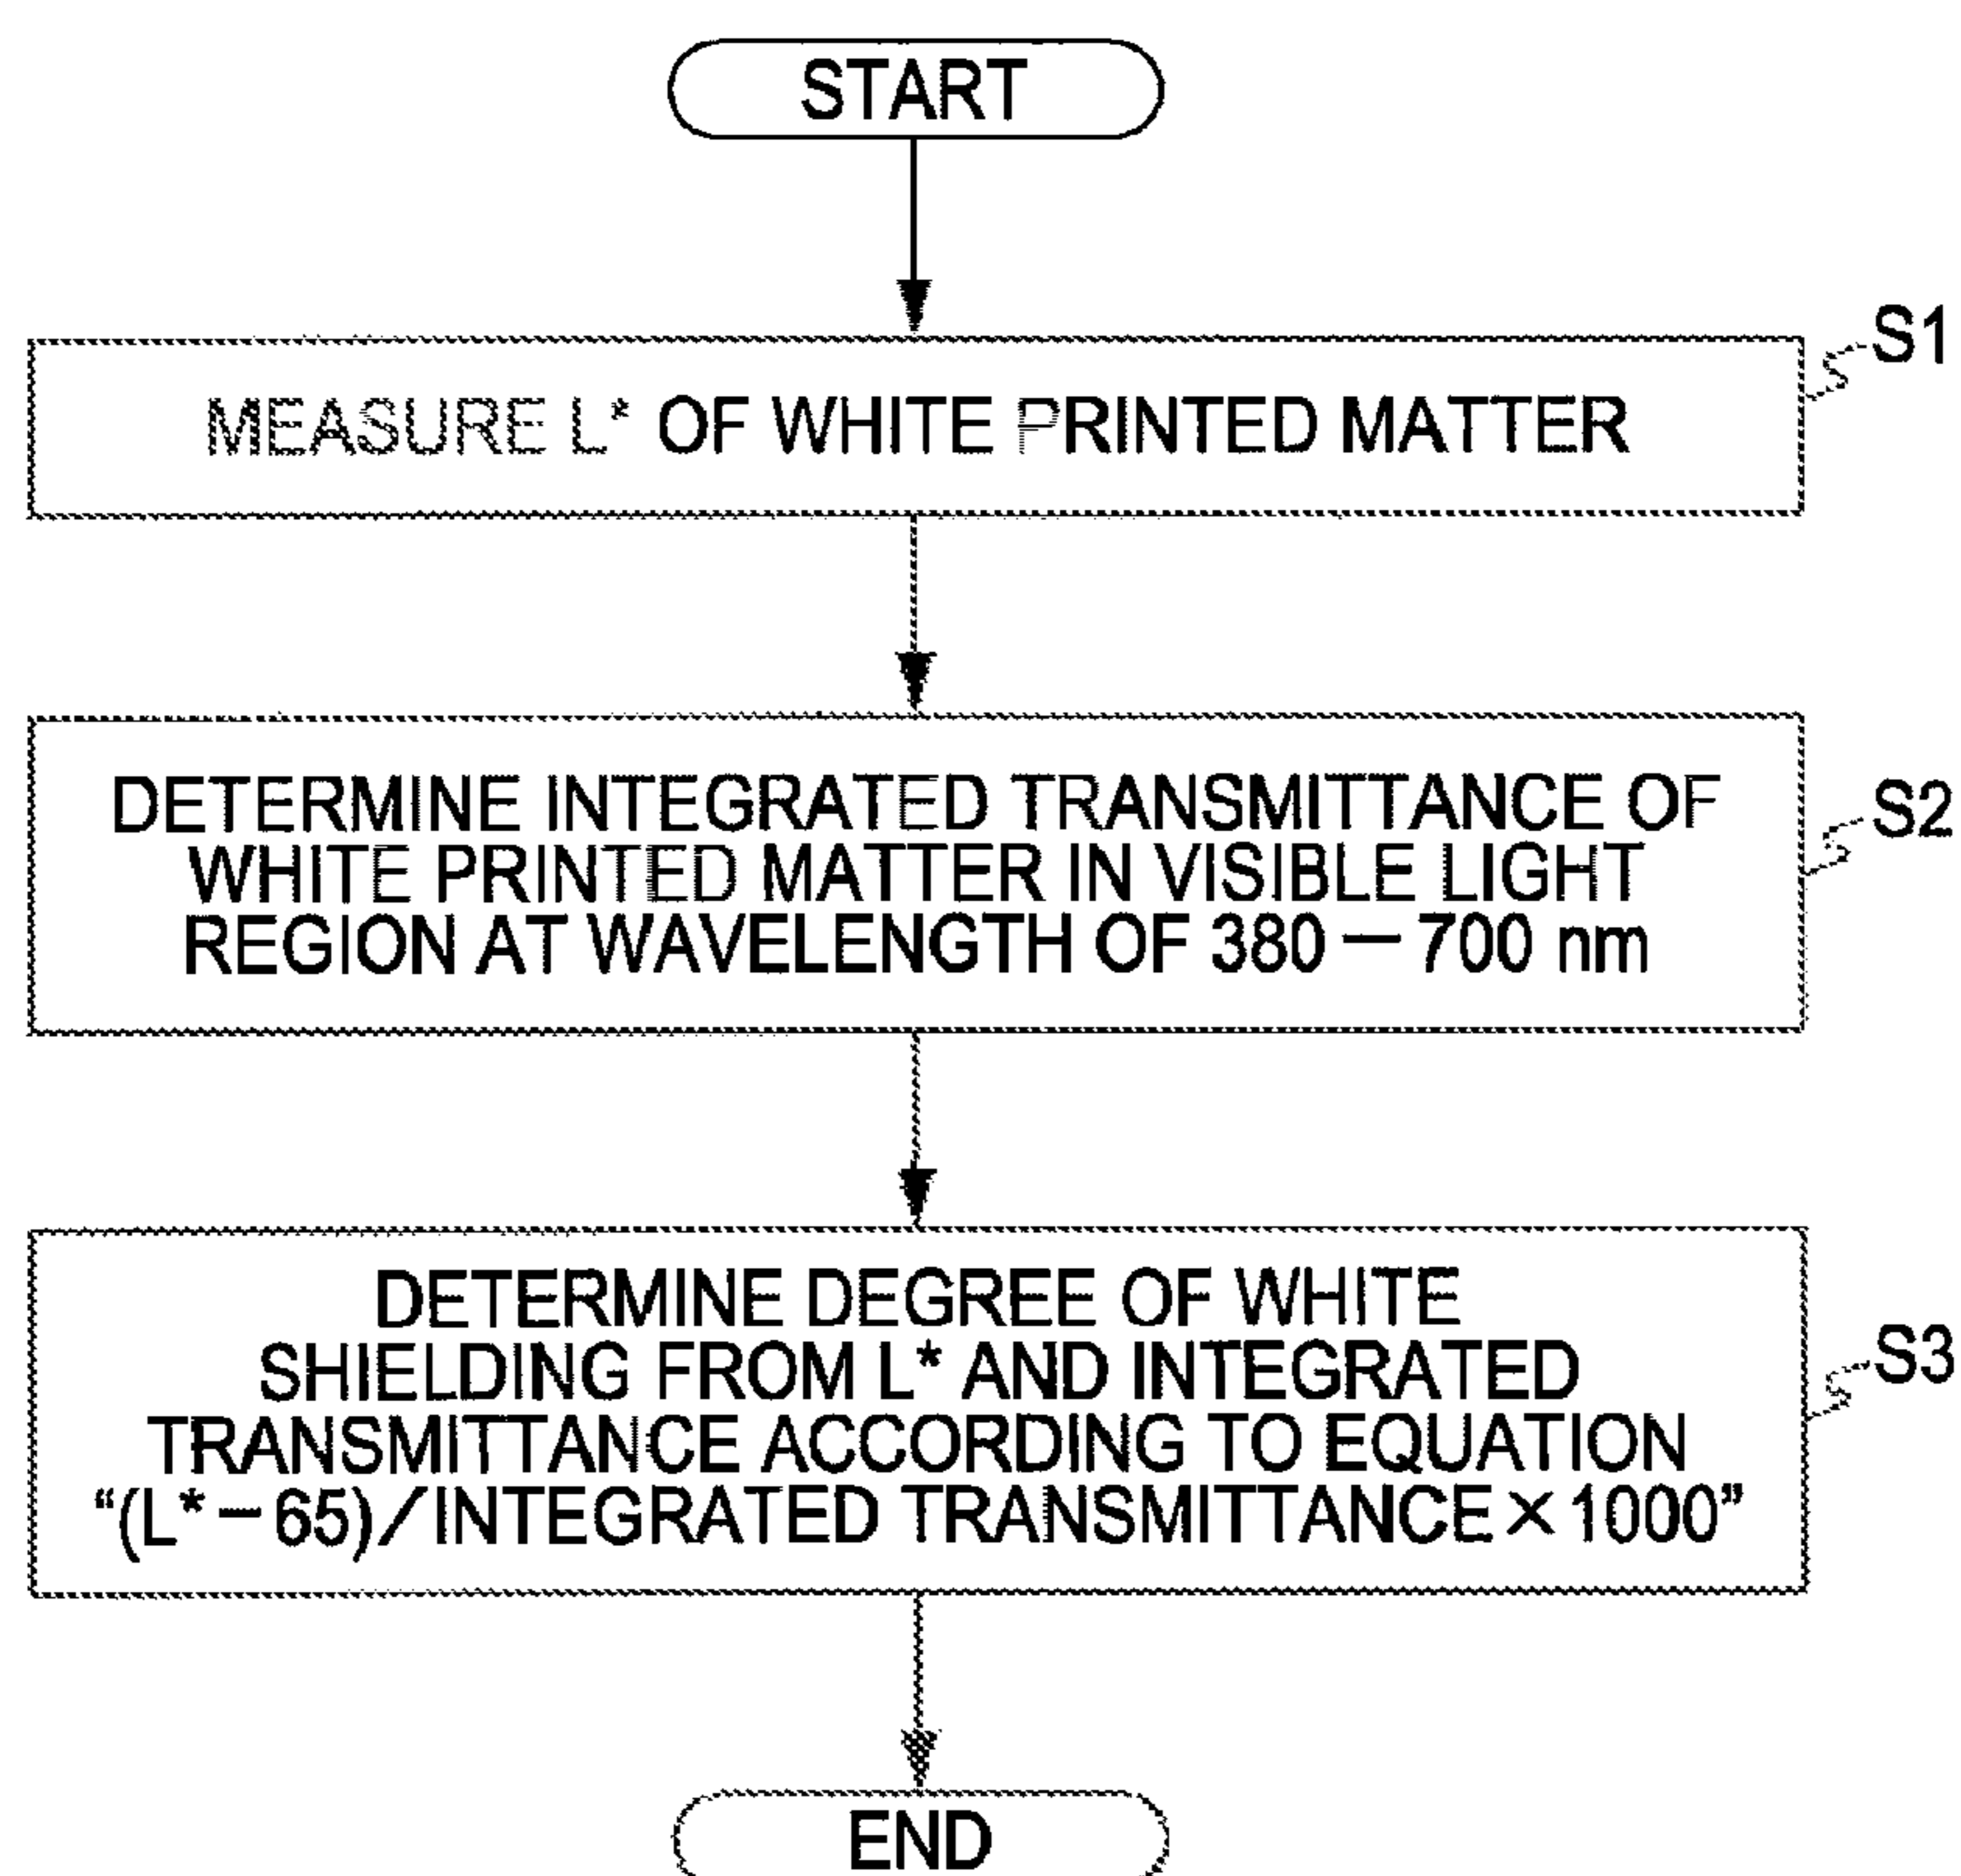 START
S1
MEASURE L* OF WHITE PRINTED MATTER
DETERMINE INTEGRATED TRANSMITTANCE OF
S2
WHITE PRINTED MATTER IN VISIBLE LIGHT
REGION AT WAVELENGTH OF 380 — 700 nm
DETERMINE DEGREE OF WHITE
S3
SHIELDING FROM L* AND INTEGRATED
TRANSMITTANCE ACCORDING TO EQUATION
“(L*−65)/INTEGRATED TRANSMITTANCE×1000”
END